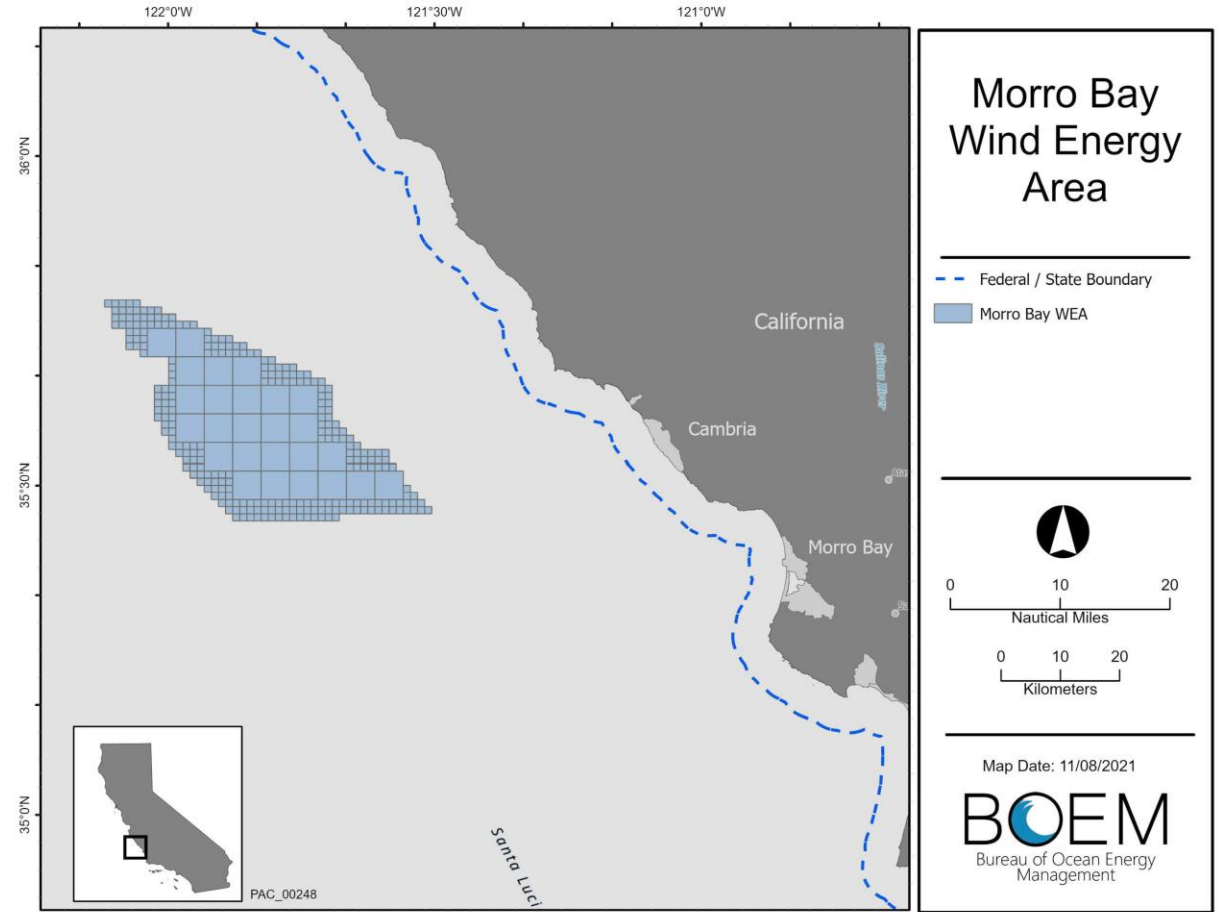 122°0'W
121°30'W
121°0'W
36°0'N
35°30'N
35°0'N
California
Salinas River
Cambria
Morro Bay
Santa Luci
PAC_00248
Morro Bay
Wind Energy
Area
Federal / State Boundary
Morro Bay WEA
0 10 20
Nautical Miles
0 10 20
Kilometers
Map Date: 11/08/2021
BOEM
Bureau of Ocean Energy
Management